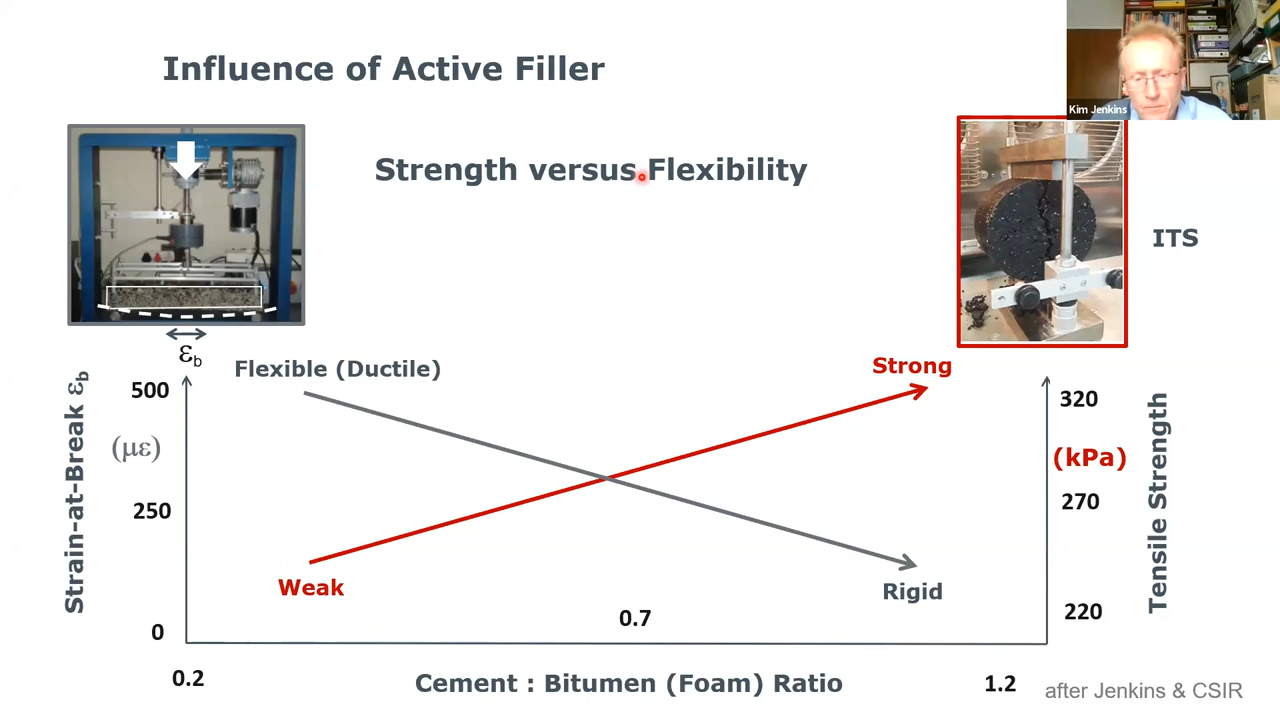 Influence of Active Filler
Kim Jenkins
Strength versus Flexibility
ITS
εb
Flexible (Ductile)
Strong
Strain-at-Break εb
(με)
500
250
0
320
(kPa)
270
220
Tensile Strength
Weak
Rigid
0.7
0.2
Cement : Bitumen (Foam) Ratio
1.2
after Jenkins & CSIR